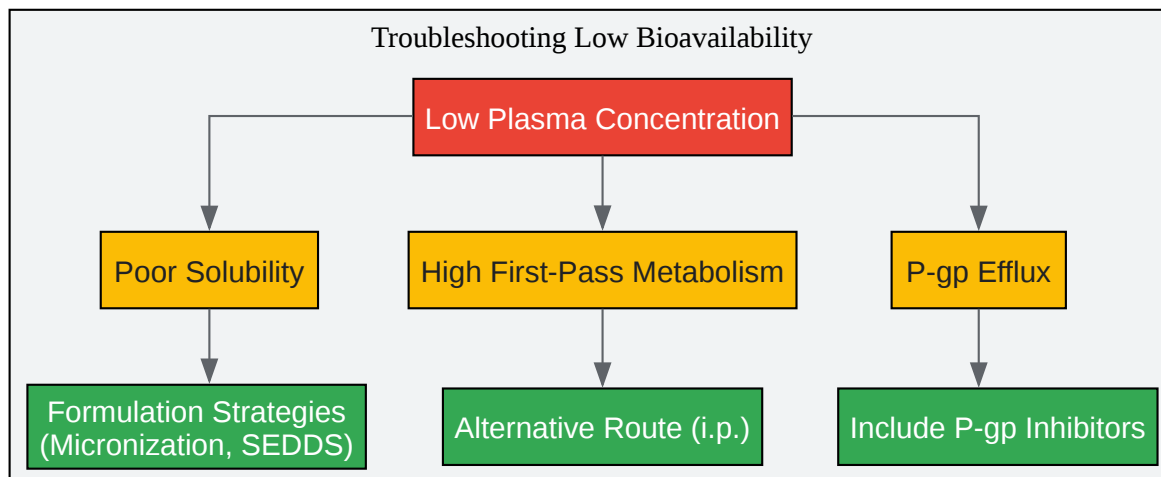 Troubleshooting Low Bioavailability
Low Plasma Concentration
Poor Solubility
High First-Pass Metabolism
P-gp Efflux
Formulation Strategies
(Micronization, SEDDS)
Alternative Route (i.p.)
Include P-gp Inhibitors